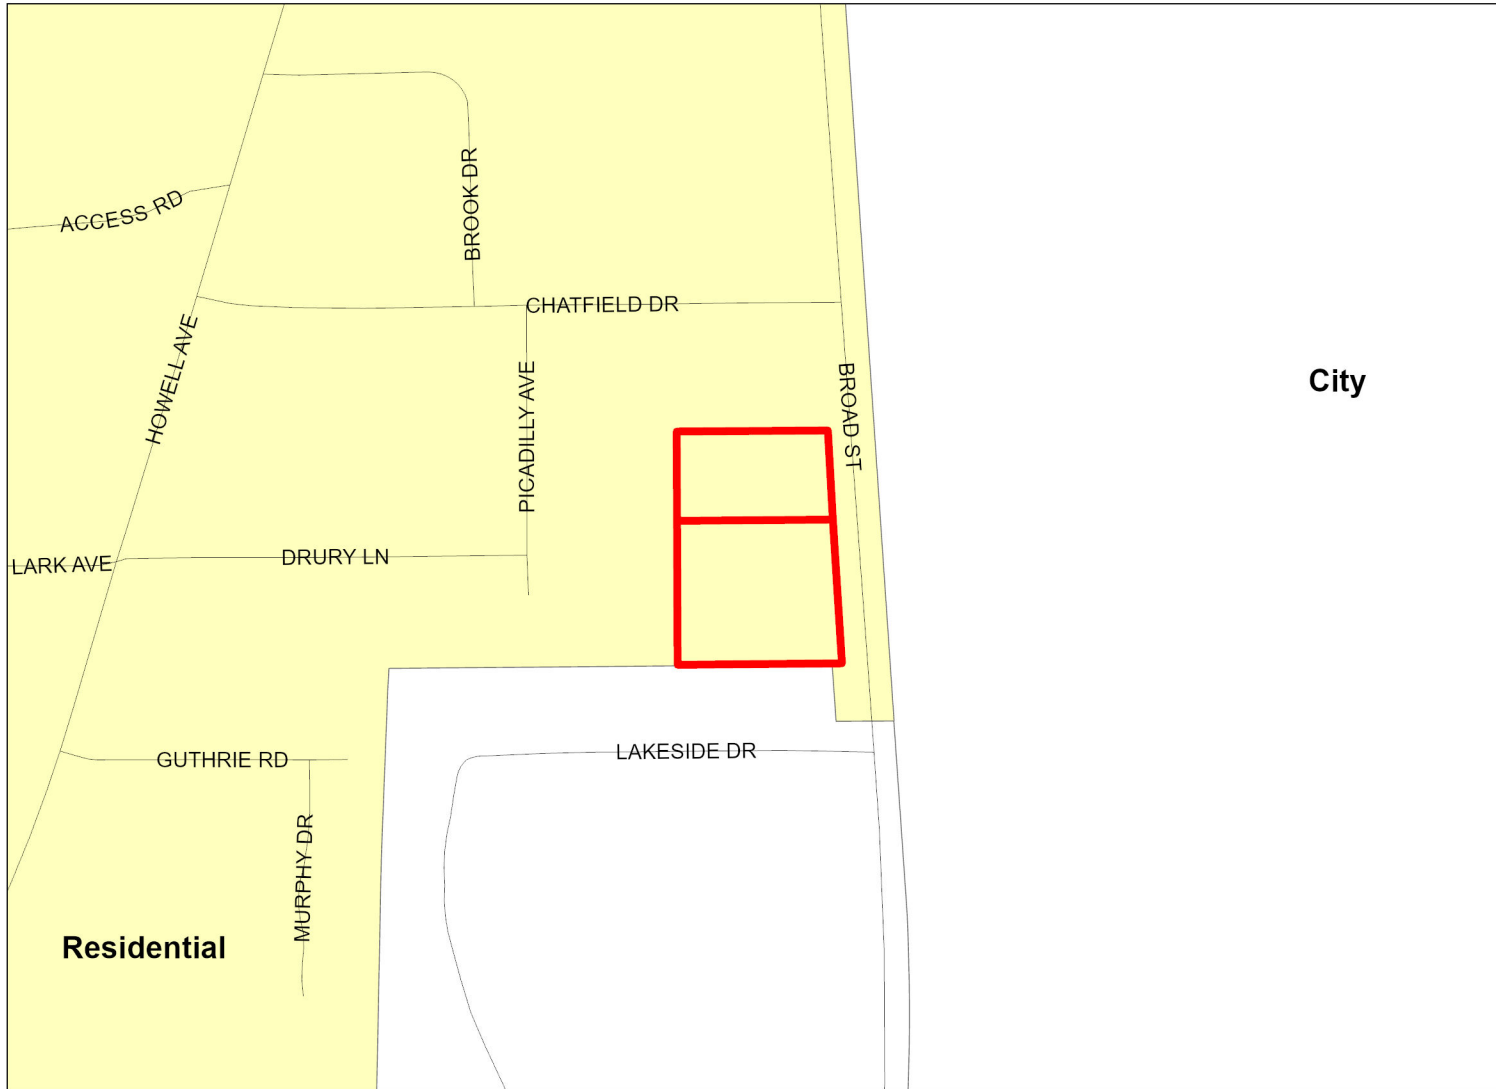 BROOK DR
ACCESS RD
CHATFIELD DR
HOWELL AVE
PICADILLY AVE
BROAD ST
City
LARK AVE
DRURY LN
GUTHRIE RD
LAKESIDE DR
MURPHY DR
Residential